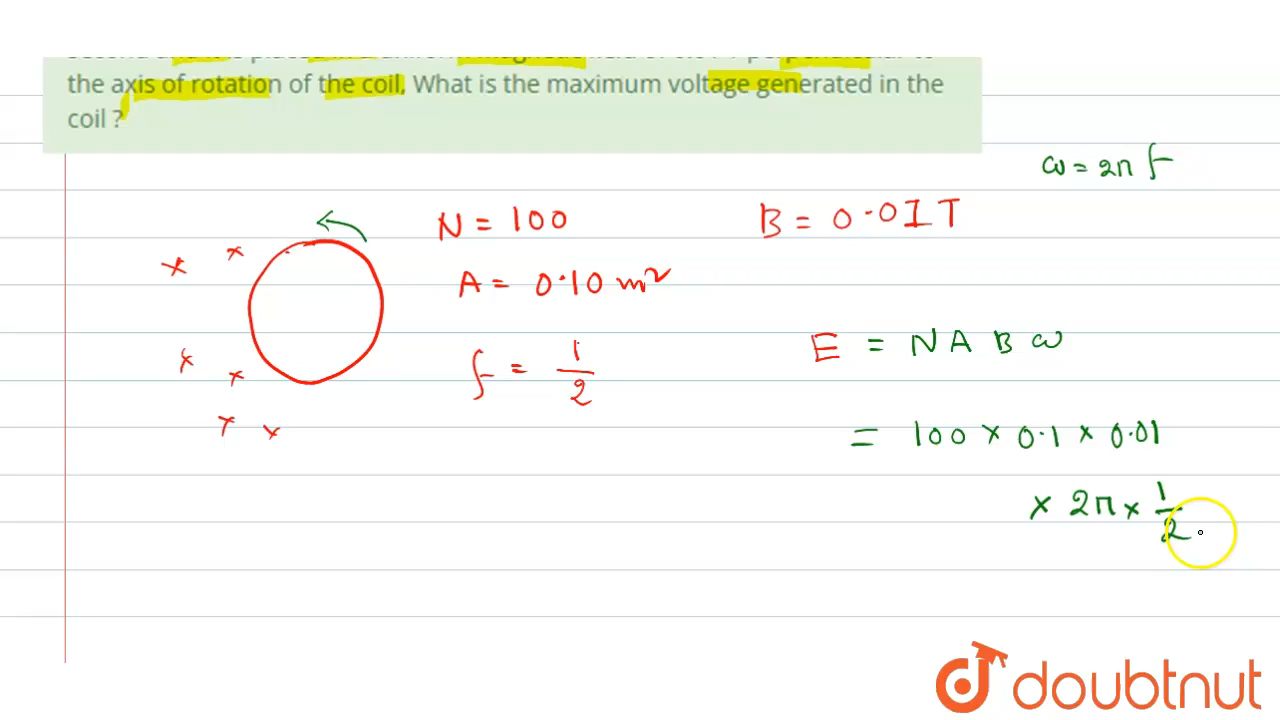 the axis of rotation of the coil. What is the maximum voltage generated in the
coil ?
ω = 2π f
N = 100
B = 0.01 T
A = 0.10 m²
f = 1/2
E = N A B ω
= 100 × 0.1 × 0.01
× 2π × 1/2
doubtnut